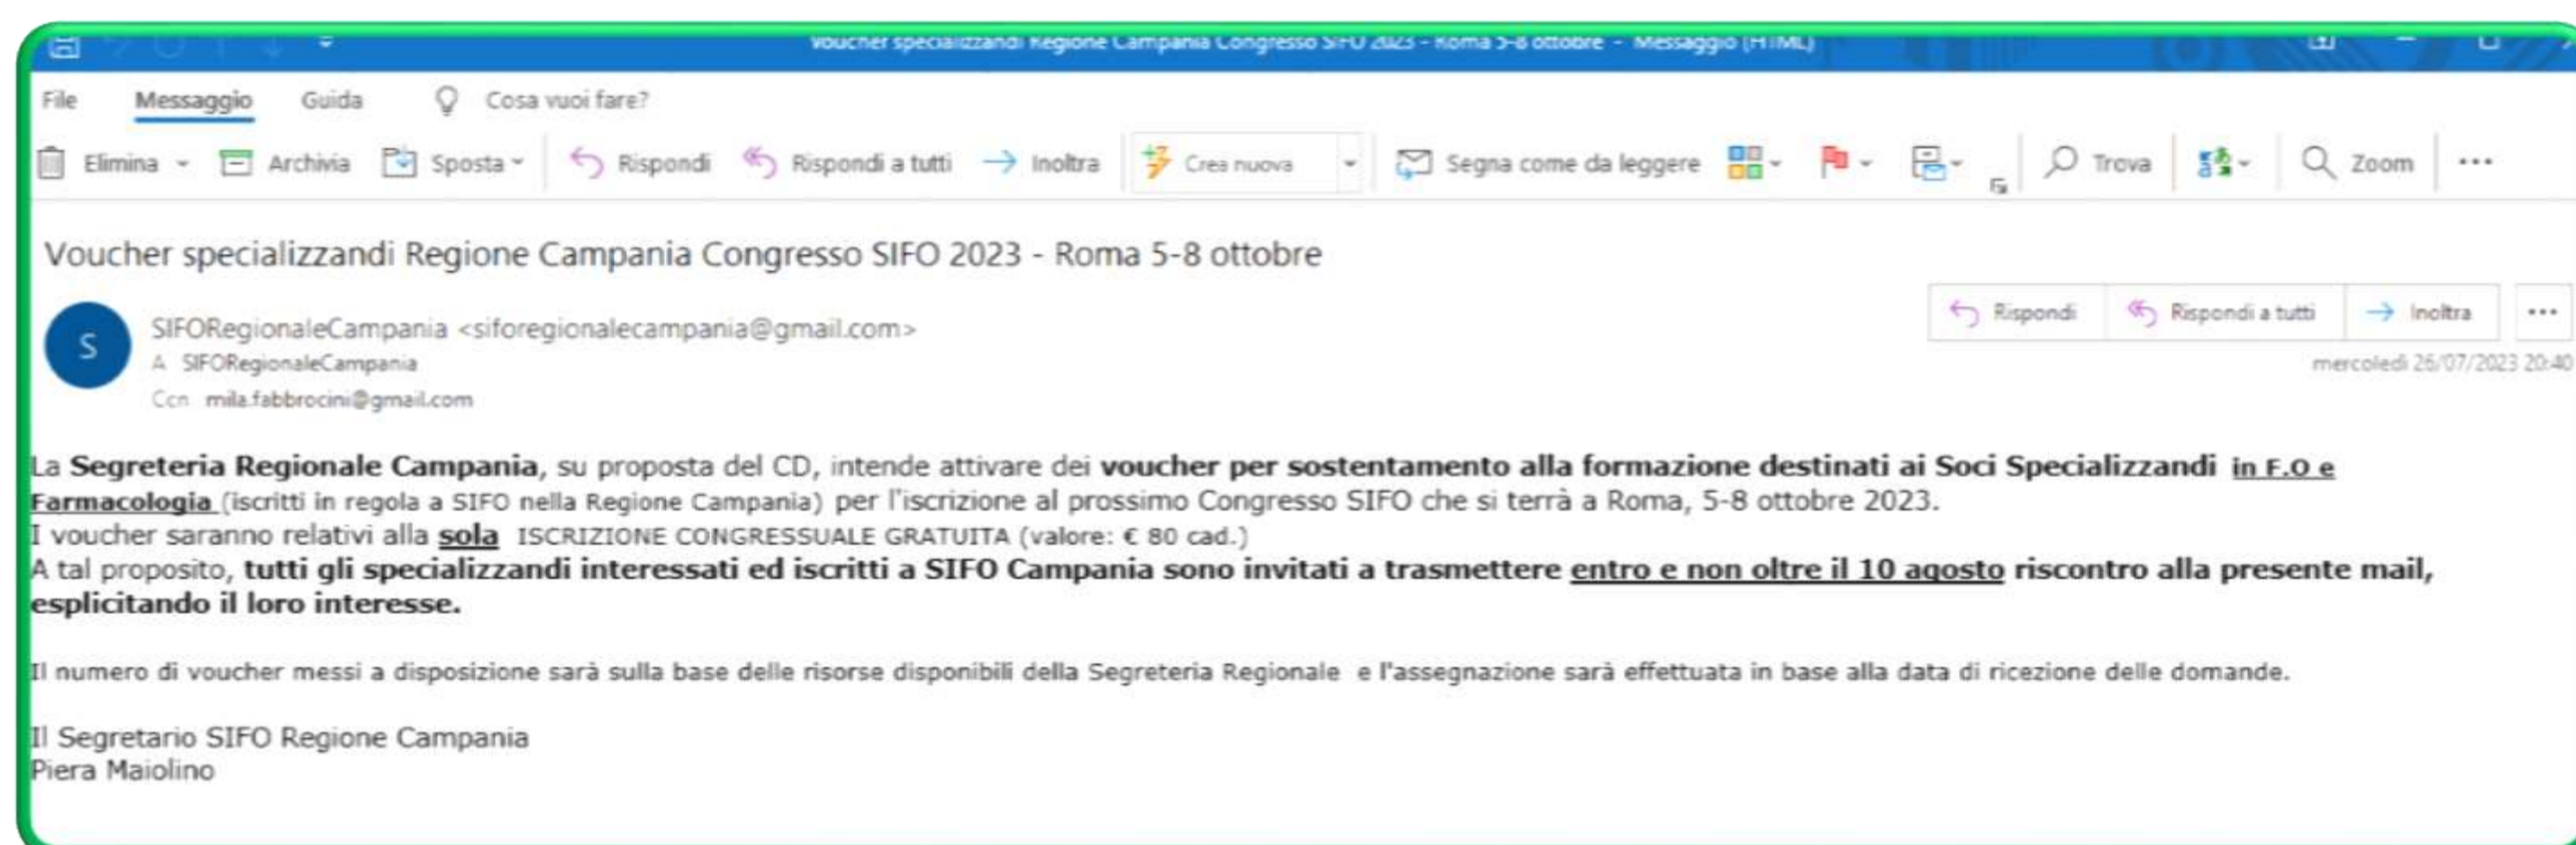 Voucher specializzandi Regione Campania Congresso SIFO 2023 - Roma 5-8 ottobre - Messaggio (HTML)
File Messaggio Guida Cosa vuoi fare?
Elimina Archivia Sposta Rispondi Rispondi a tutti Inoltra Crea nuova Segna come da leggere Trova Zoom ...
Voucher specializzandi Regione Campania Congresso SIFO 2023 - Roma 5-8 ottobre
S
SIFORegionaleCampania <siforegionalecampania@gmail.com>
Rispondi Rispondi a tutti Inoltra ...
A SIFORegionaleCampania
mercoledì 26/07/2023 20:40
Ccn mila.fabbrocini@gmail.com
La Segreteria Regionale Campania, su proposta del CD, intende attivare dei voucher per sostentamento alla formazione destinati ai Soci Specializzandi in F.O e
Farmacologia (iscritti in regola a SIFO nella Regione Campania) per l'iscrizione al prossimo Congresso SIFO che si terrà a Roma, 5-8 ottobre 2023.
I voucher saranno relativi alla sola ISCRIZIONE CONGRESSUALE GRATUITA (valore: € 80 cad.)
A tal proposito, tutti gli specializzandi interessati ed iscritti a SIFO Campania sono invitati a trasmettere entro e non oltre il 10 agosto riscontro alla presente mail,
esplicitando il loro interesse.
Il numero di voucher messi a disposizione sarà sulla base delle risorse disponibili della Segreteria Regionale e l'assegnazione sarà effettuata in base alla data di ricezione delle domande.
Il Segretario SIFO Regione Campania
Piera Maiolino